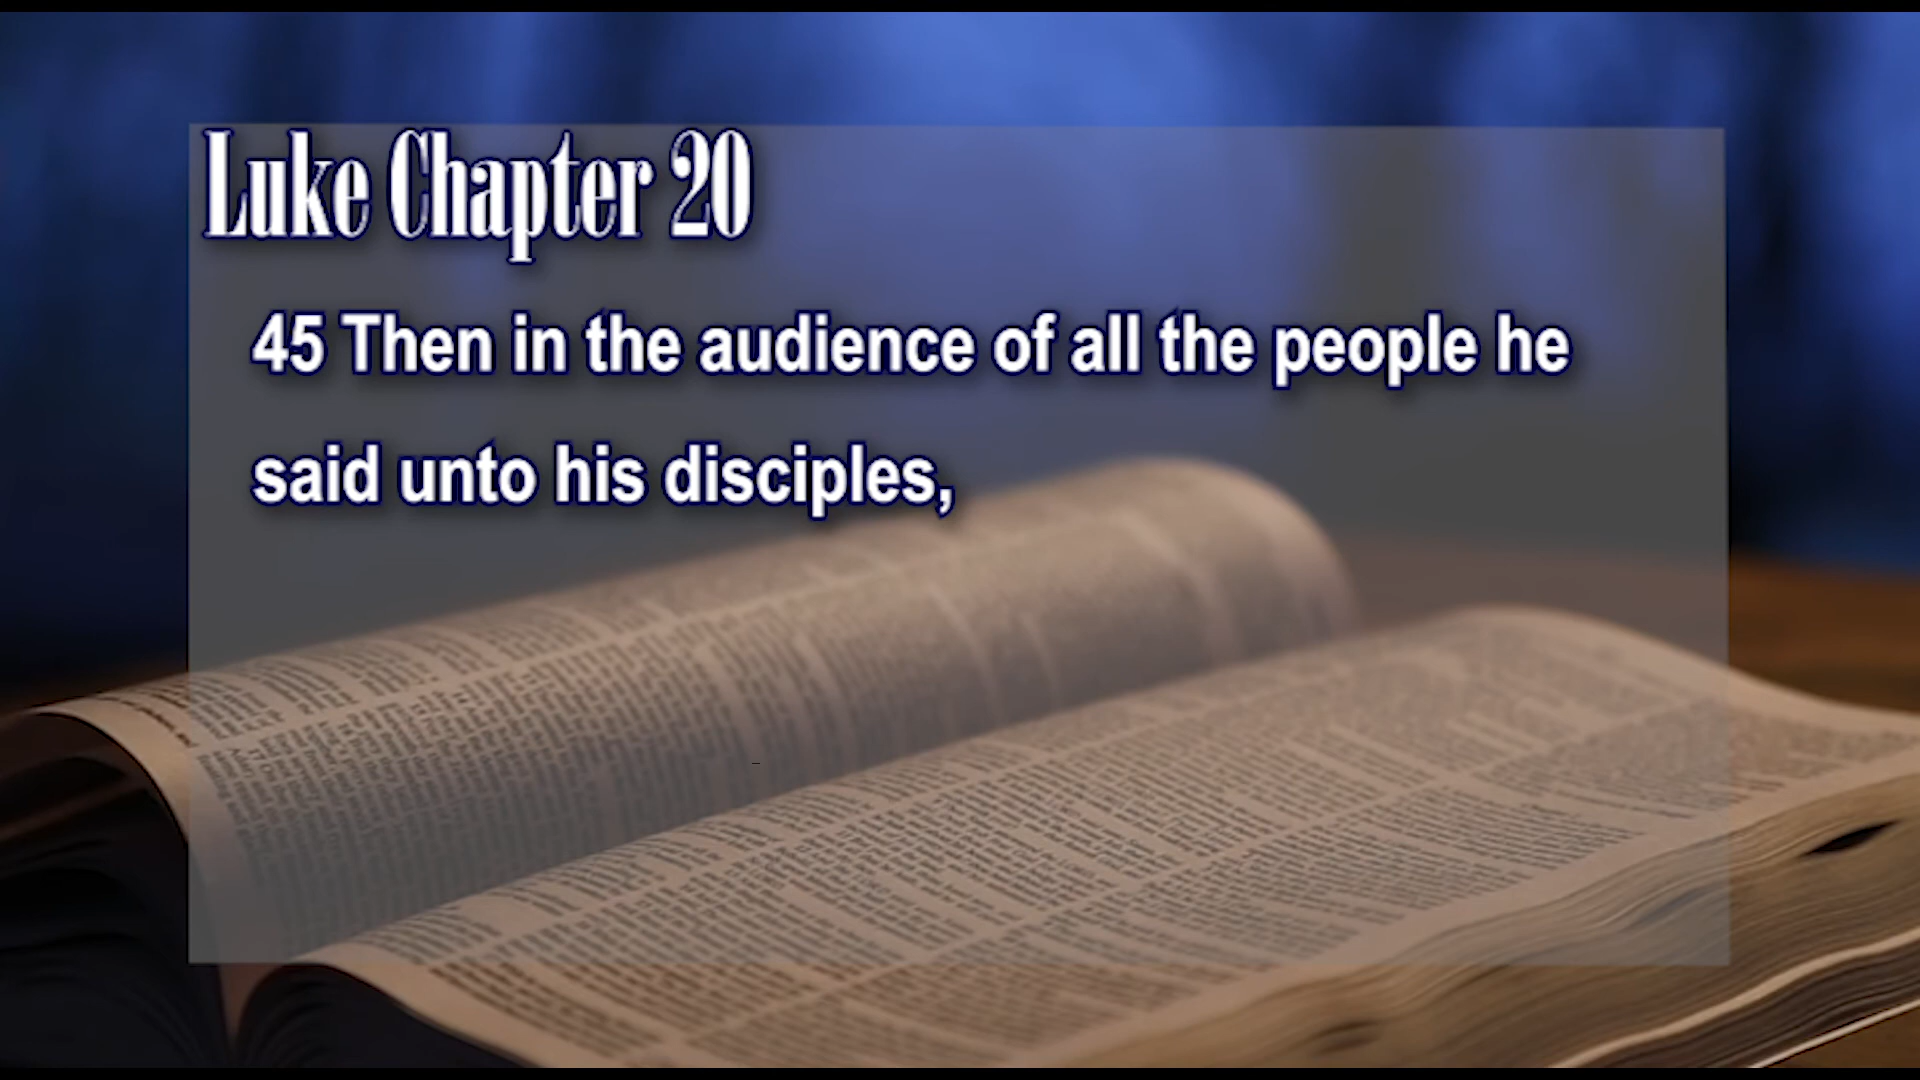 Luke Chapter 20
45 Then in the audience of all the people he
said unto his disciples,